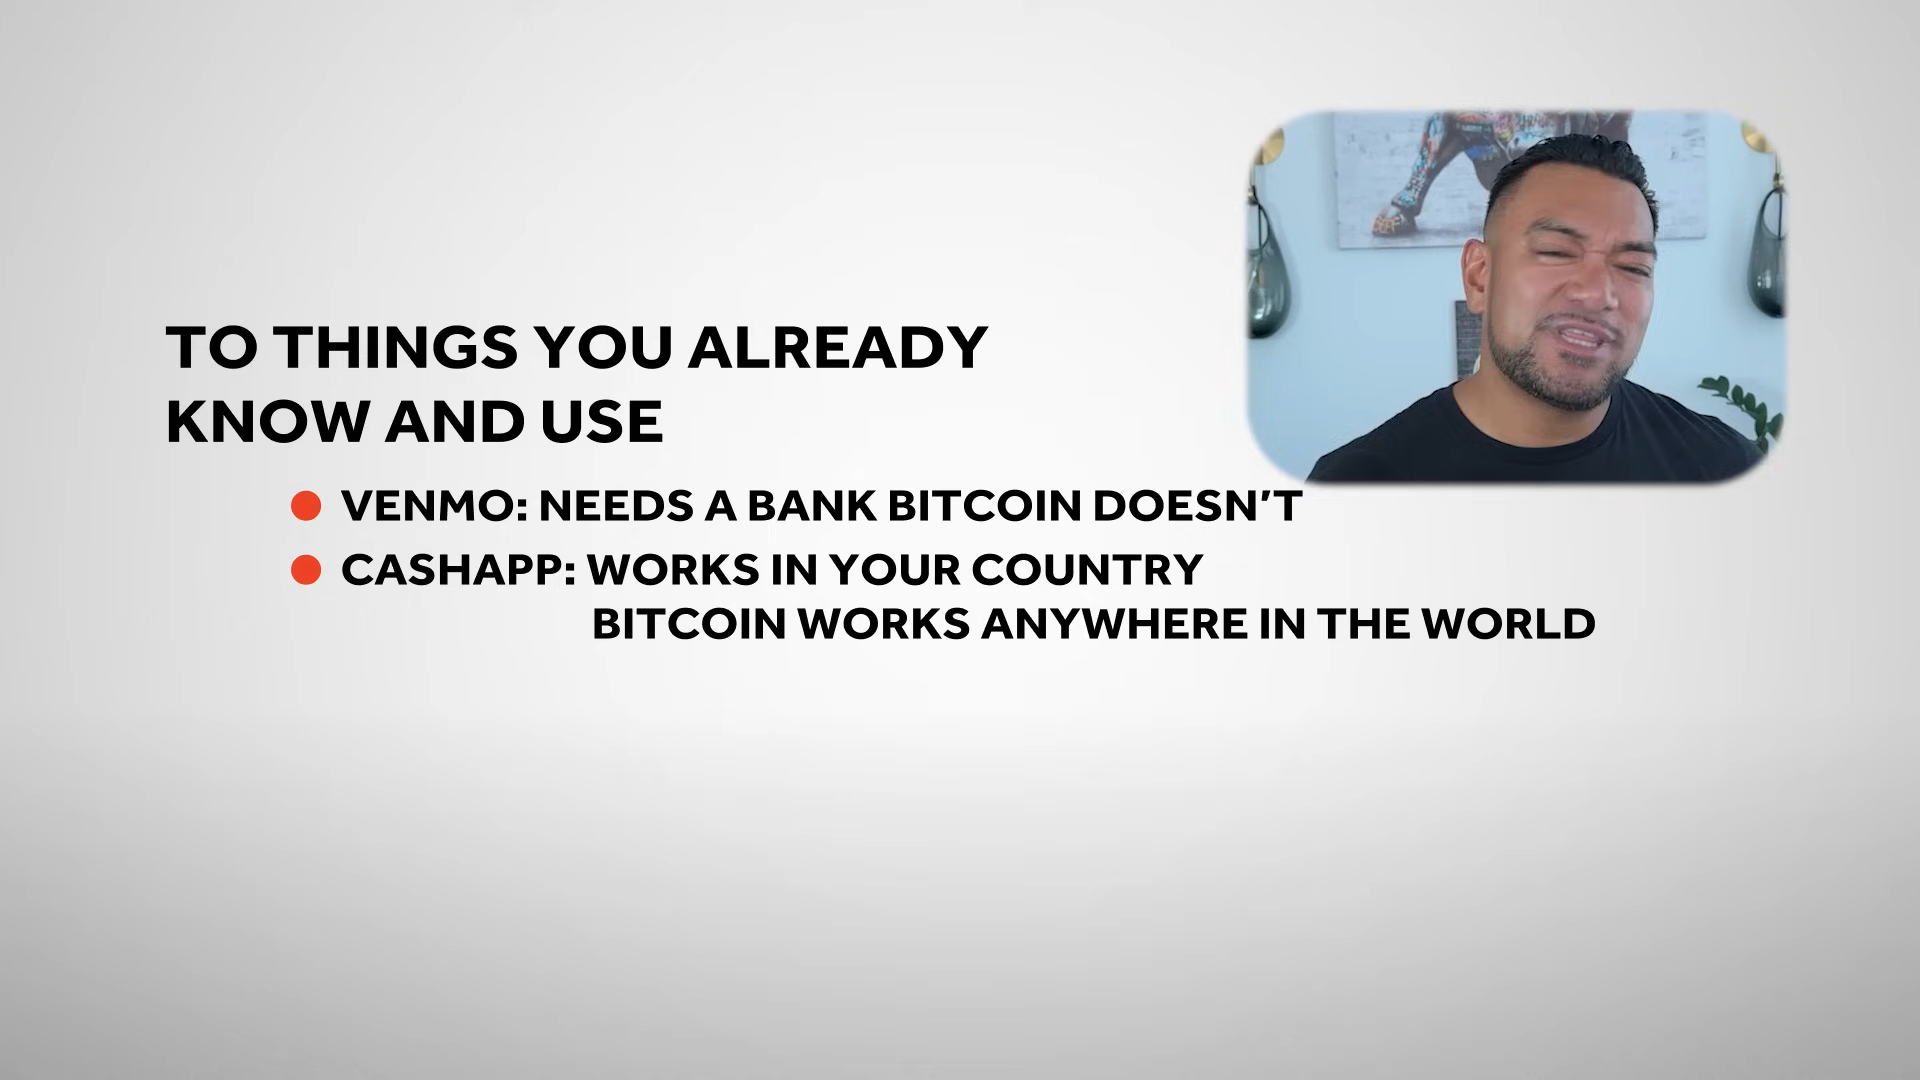 TO THINGS YOU ALREADY
KNOW AND USE
VENMO: NEEDS A BANK BITCOIN DOESN'T
CASHAPP: WORKS IN YOUR COUNTRY
BITCOIN WORKS ANYWHERE IN THE WORLD